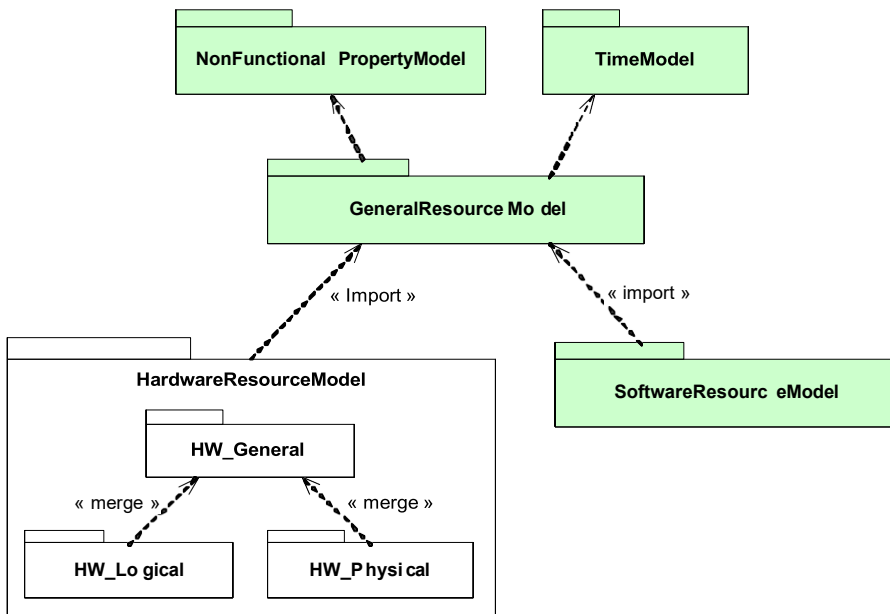 NonFunctional PropertyModel
TimeModel
GeneralResource Mo del
« Import »
« import »
HardwareResourceModel
SoftwareResourc eModel
HW_General
« merge »
« merge »
HW_Lo gical
HW_P hysi cal